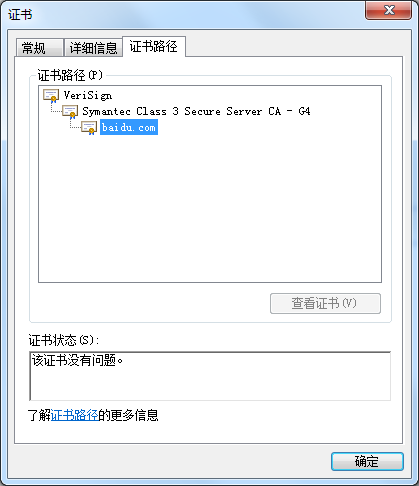 证书
常规 详细信息 证书路径
证书路径(P)
VeriSign
Symantec Class 3 Secure Server CA - G4
baidu.com
查看证书(V)
证书状态(S):
该证书没有问题。
了解证书路径的更多信息
确定